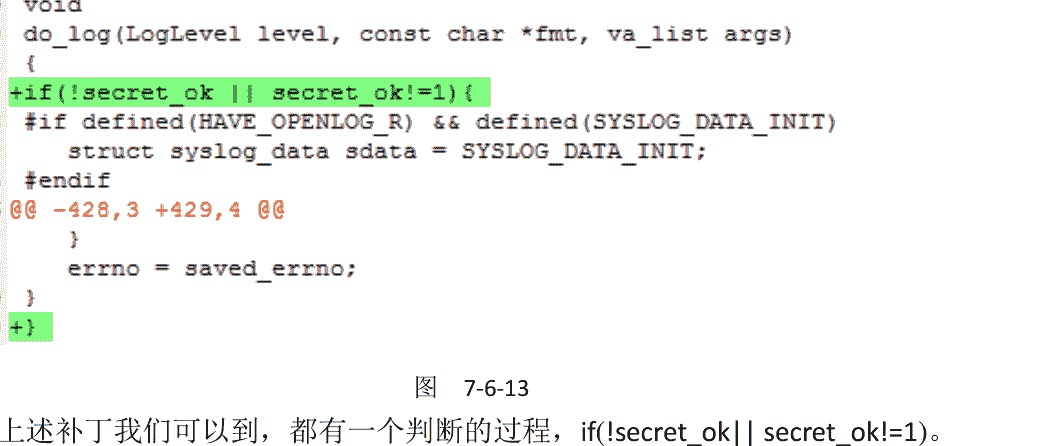 void
do_log(LogLevel level, const char *fmt, va_list args)
{
+if(!secret_ok || secret_ok!=1){
#if defined(HAVE_OPENLOG_R) && defined(SYSLOG_DATA_INIT)
struct syslog_data sdata = SYSLOG_DATA_INIT;
#endif
@@ -428,3 +429,4 @@
}
errno = saved_errno;
}
+}
图 7-6-13
上述补丁我们可以到，都有一个判断的过程，if(!secret_ok|| secret_ok!=1)。